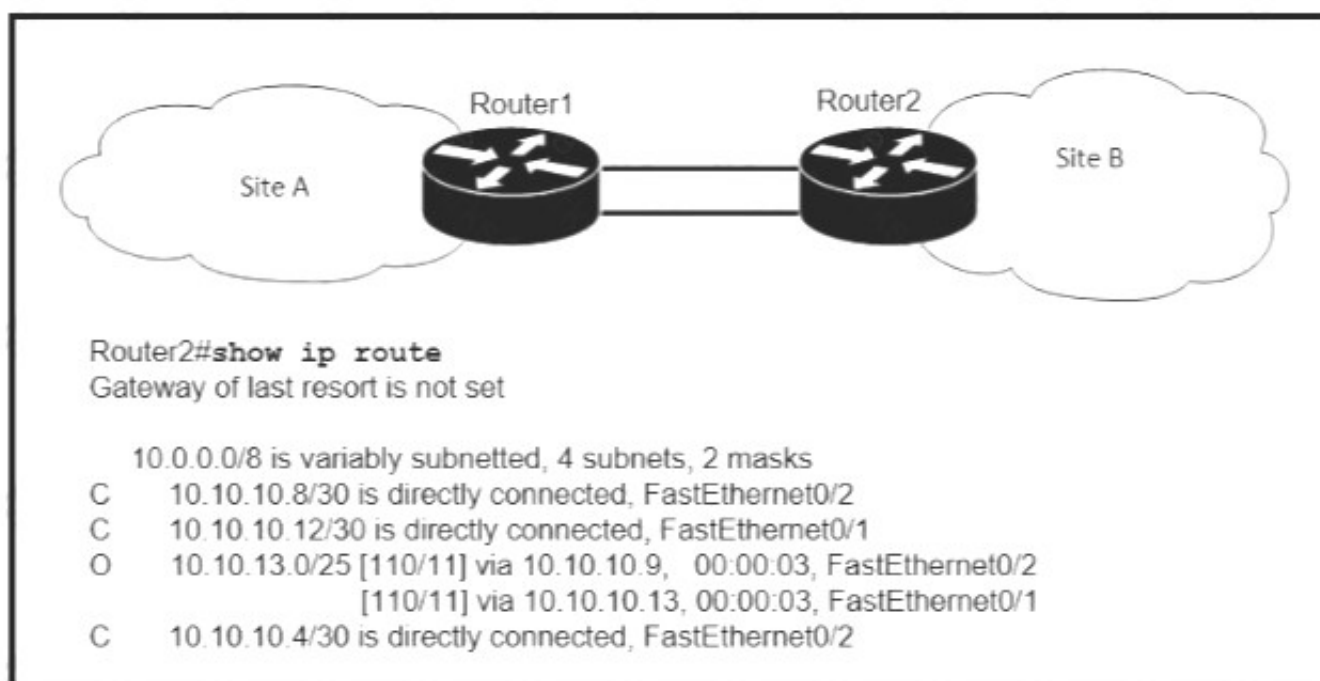 Router1
Router2
Site A
Site B
Router2#show ip route
Gateway of last resort is not set
10.0.0.0/8 is variably subnetted, 4 subnets, 2 masks
C 10.10.10.8/30 is directly connected, FastEthernet0/2
C 10.10.10.12/30 is directly connected, FastEthernet0/1
O 10.10.13.0/25 [110/11] via 10.10.10.9, 00:00:03, FastEthernet0/2
[110/11] via 10.10.10.13, 00:00:03, FastEthernet0/1
C 10.10.10.4/30 is directly connected, FastEthernet0/2